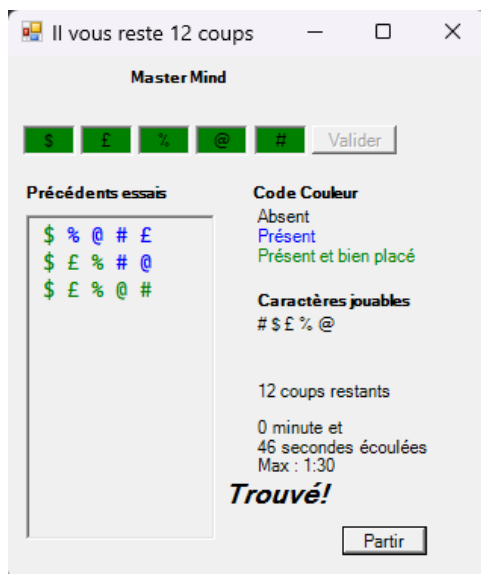 Il vous reste 12 coups
Master Mind
$ £ % @ # Valider
Précédents essais
$ % @ # £
$ £ % # @
$ £ % @ #
Code Couleur
Absent
Présent
Présent et bien placé
Caractères jouables
# $ £ % @
12 coups restants
0 minute et
46 secondes écoulées
Max : 1:30
Trouvé!
Partir